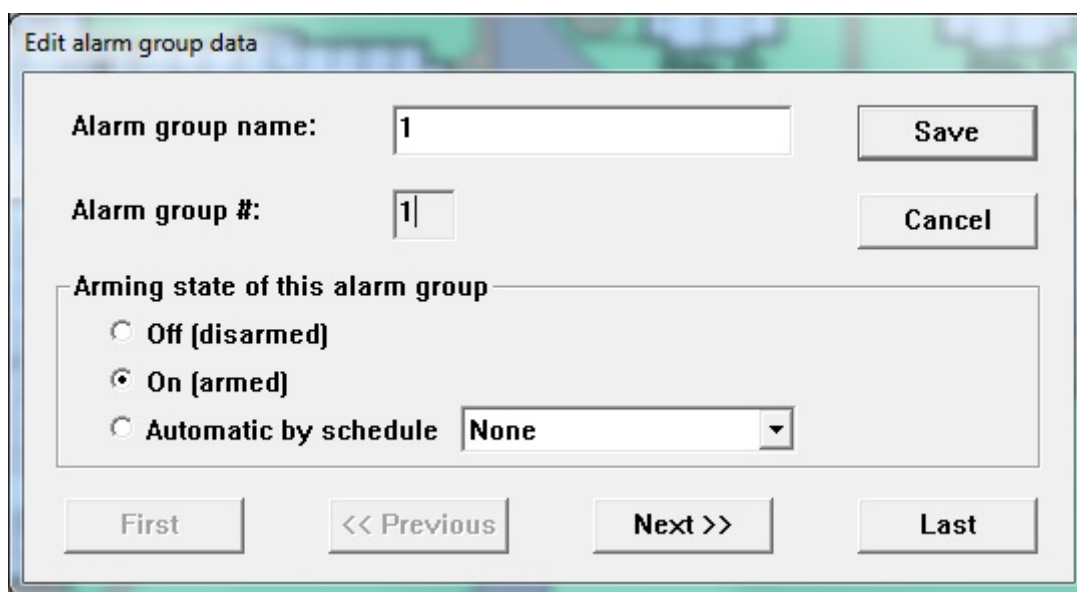 Edit alarm group data
Alarm group name: 1 Save
Alarm group #: 1 Cancel
Arming state of this alarm group
Off (disarmed)
On (armed)
Automatic by schedule None
First << Previous Next >> Last